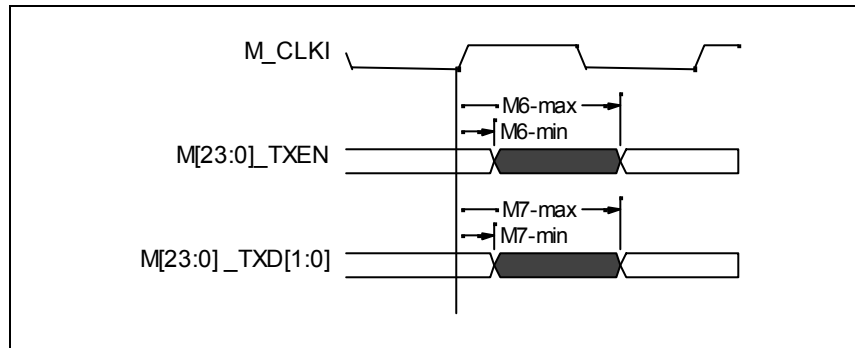 M_CLKI
M6-max
M6-min
M[23:0]_TXEN
M7-max
M7-min
M[23:0] _TXD[1:0]